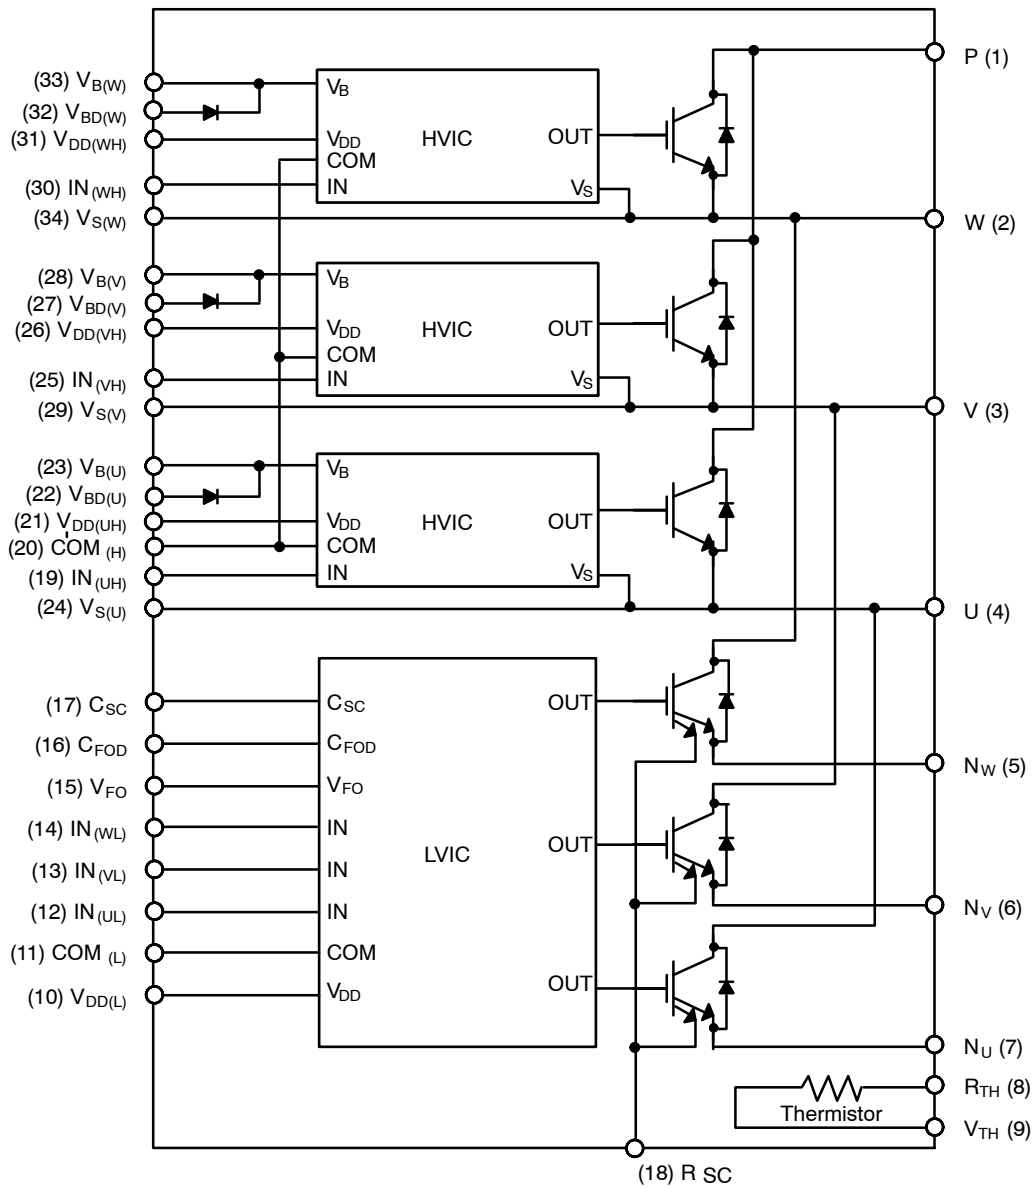 (33) VB(W)
(32) VBD(W)
(31) VDD(WH)
(30) IN(WH)
(34) VS(W)
VB
VDD
COM
IN
HVIC
OUT
VS
P (1)
W (2)
(28) VB(V)
(27) VBD(V)
(26) VDD(VH)
(25) IN(VH)
(29) VS(V)
VB
VDD
COM
IN
HVIC
OUT
VS
V (3)
(23) VB(U)
(22) VBD(U)
(21) VDD(UH)
(20) COM (H)
(19) IN(UH)
(24) VS(U)
VB
VDD
COM
IN
HVIC
OUT
VS
U (4)
(17) CSC
(16) CFOD
(15) VFO
(14) IN(WL)
(13) IN(VL)
(12) IN(UL)
(11) COM (L)
(10) VDD(L)
CSC
CFOD
VFO
IN
IN
IN
COM
VDD
LVIC
OUT
OUT
OUT
NW (5)
NV (6)
NU (7)
RTH (8)
Thermistor
VTH (9)
(18) R SC